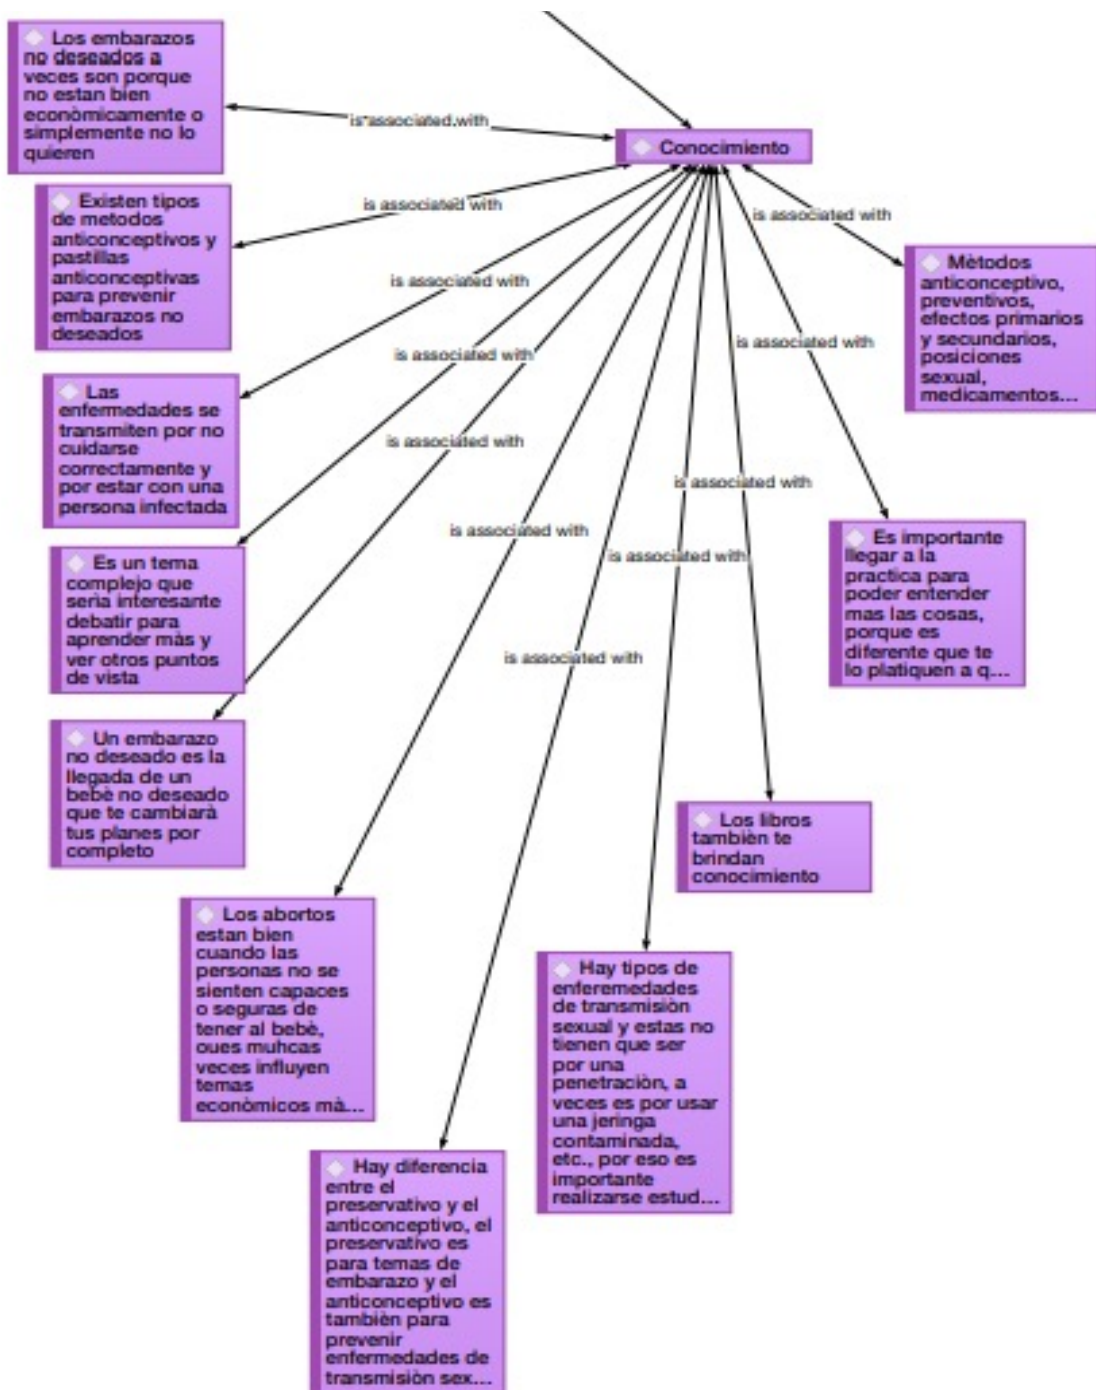 Los embarazos
no deseados a
veces son porque
no estan bien
econòmicamente o
simplemente no lo
quieren
is associated with
Conocimiento
Existen tipos
de metodos
anticonceptivos y
pastillas
anticonceptivas
para prevenir
embarazos no
deseados
is associated with
is associated with
Mètodos
anticonceptivo,
preventivos,
efectos primarios
y secundarios,
posiciones
sexual,
medicamentos...
is associated with
is associated with
is associated with
Las
enfermedades se
transmiten por no
cuidarse
correctamente y
por estar con una
persona infectada
is associated with
is associated with
is associated with
Es importante
llegar a la
practica para
poder entender
mas las cosas,
porque es
diferente que te
lo platiquen a q...
Es un tema
complejo que
serìa interesante
debatir para
aprender màs y
ver otros puntos
de vista
is associated with
is associated with
Un embarazo
no deseado es la
llegada de un
bebè no deseado
que te cambiarà
tus planes por
completo
Los libros
tambièn te
brindan
conocimiento
Los abortos
estan bien
cuando las
personas no se
sienten capaces
o seguras de
tener al bebè,
oues muhcas
veces influyen
temas
econòmicos mà...
Hay tipos de
enferemedades
de transmisiòn
sexual y estas no
tienen que ser
por una
penetraciòn, a
veces es por usar
una jeringa
contaminada,
etc., por eso es
importante
realizarse estud...
Hay diferencia
entre el
preservativo y el
anticonceptivo, el
preservativo es
para temas de
embarazo y el
anticonceptivo es
tambièn para
prevenir
enfermedades de
transmisiòn sex...